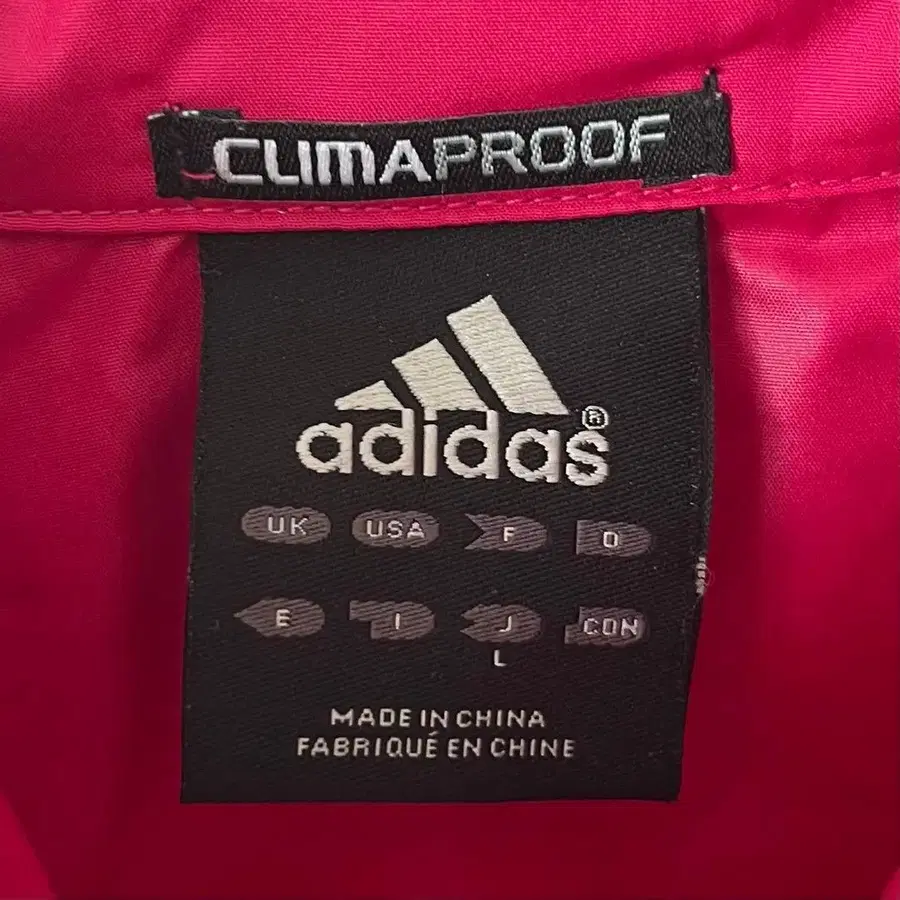 CLIMAPROOF
adidas®
UK USA F D
E I J CON
L
MADE IN CHINA
FABRIQUÉ EN CHINE